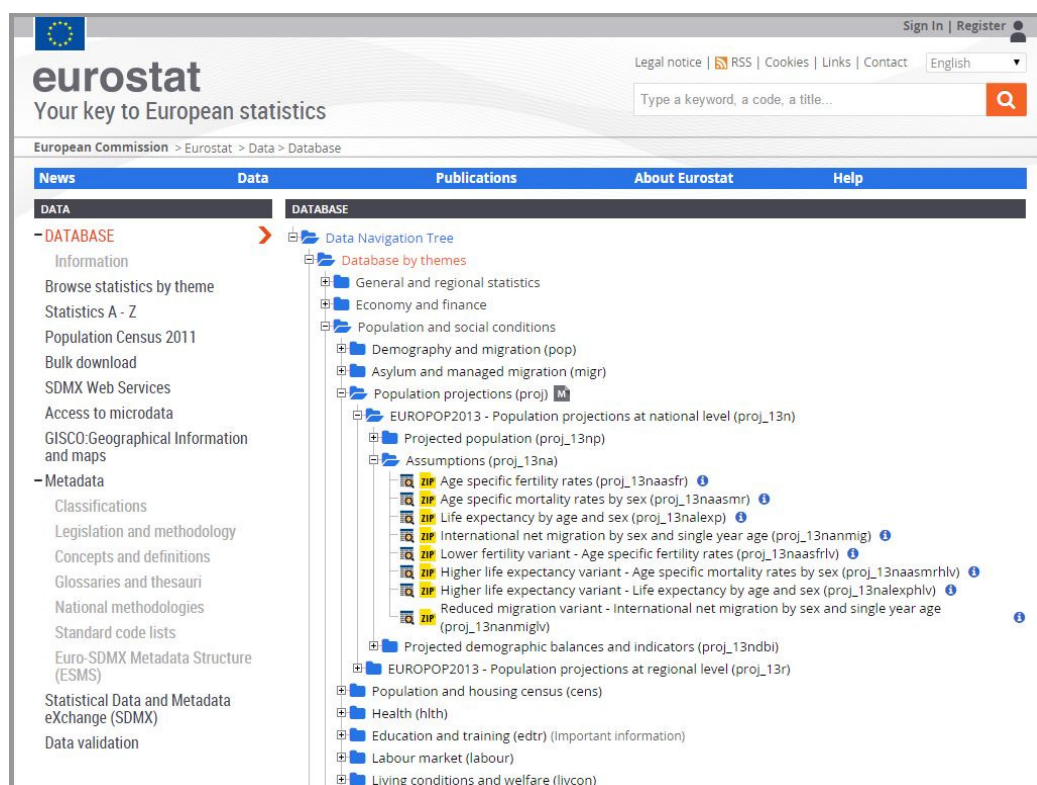 Sign In | Register
Legal notice | RSS | Cookies | Links | Contact English
eurostat
Your key to European statistics
Type a keyword, a code, a title...
European Commission > Eurostat > Data > Database
News Data Publications About Eurostat Help
DATA
DATABASE
Information
Browse statistics by theme
Statistics A - Z
Population Census 2011
Bulk download
SDMX Web Services
Access to microdata
GISCO:Geographical Information
and maps
Metadata
Classifications
Legislation and methodology
Concepts and definitions
Glossaries and thesauri
National methodologies
Standard code lists
Euro-SDMX Metadata Structure
(ESMS)
Statistical Data and Metadata
eXchange (SDMX)
Data validation
DATABASE
Data Navigation Tree
Database by themes
General and regional statistics
Economy and finance
Population and social conditions
Demography and migration (pop)
Asylum and managed migration (migr)
Population projections (proj) M
EUROPOP2013 - Population projections at national level (proj_13n)
Projected population (proj_13np)
Assumptions (proj_13na)
ZIP Age specific fertility rates (proj_13naasfr)
ZIP Age specific mortality rates by sex (proj_13naasmr)
ZIP Life expectancy by age and sex (proj_13nalexp)
ZIP International net migration by sex and single year age (proj_13nanmig)
ZIP Lower fertility variant - Age specific fertility rates (proj_13naasfrlv)
ZIP Higher life expectancy variant - Age specific mortality rates by sex (proj_13naasmrhlv)
ZIP Higher life expectancy variant - Life expectancy by age and sex (proj_13nalexphlv)
ZIP Reduced migration variant - International net migration by sex and single year age
(proj_13nanmiglv)
Projected demographic balances and indicators (proj_13ndbi)
EUROPOP2013 - Population projections at regional level (proj_13r)
Population and housing census (cens)
Health (hlth)
Education and training (edtr) (Important information)
Labour market (labour)
Living conditions and welfare (livcon)